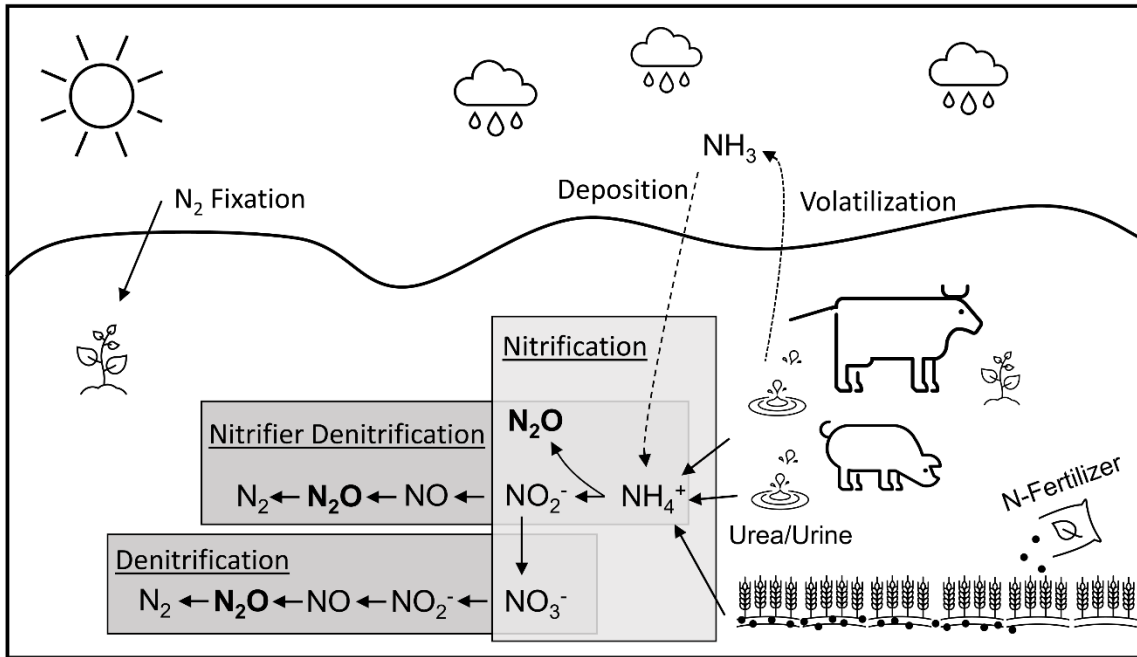 NH₃
Deposition
Volatilization
N₂ Fixation
Nitrification
N₂O
Nitrifier Denitrification
N₂ N₂O NO NO₂⁻ NH₄⁺
N-Fertilizer
Urea/Urine
Denitrification
N₂ N₂O NO NO₂⁻ NO₃⁻